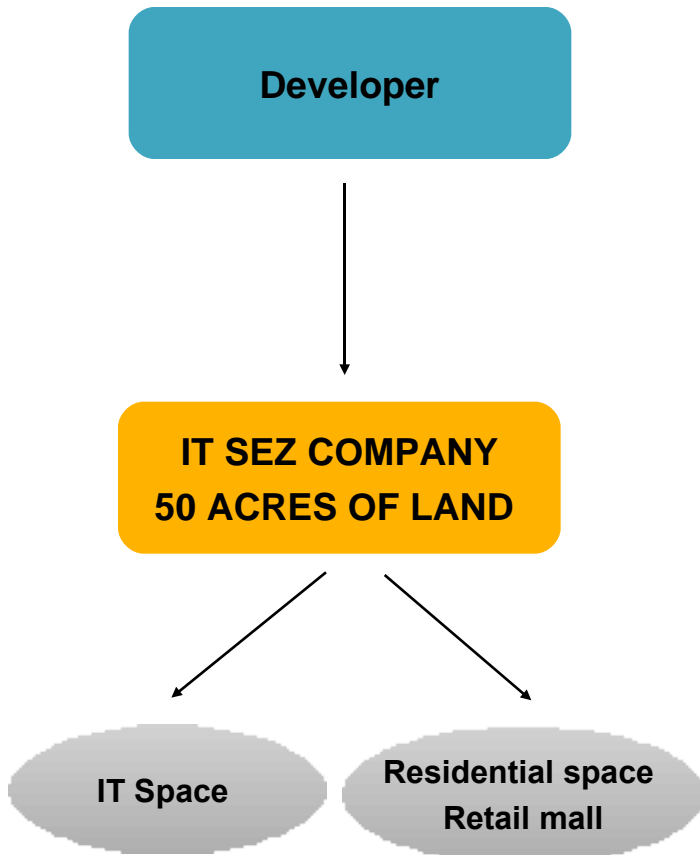 Developer
IT SEZ COMPANY
50 ACRES OF LAND
IT Space
Residential space
Retail mall